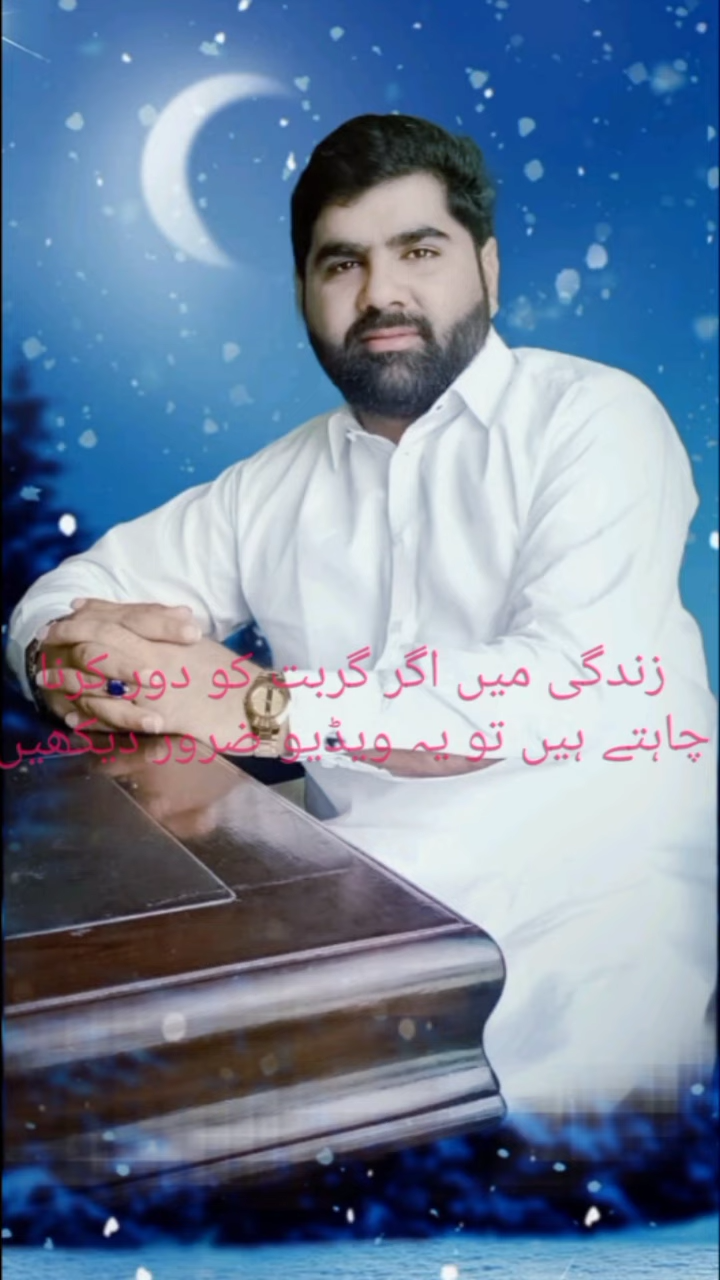 زندگی میں اگر گربت کو دور کرنا
چاہتے ہیں تو یہ ویڈیو ضرور دیکھیں